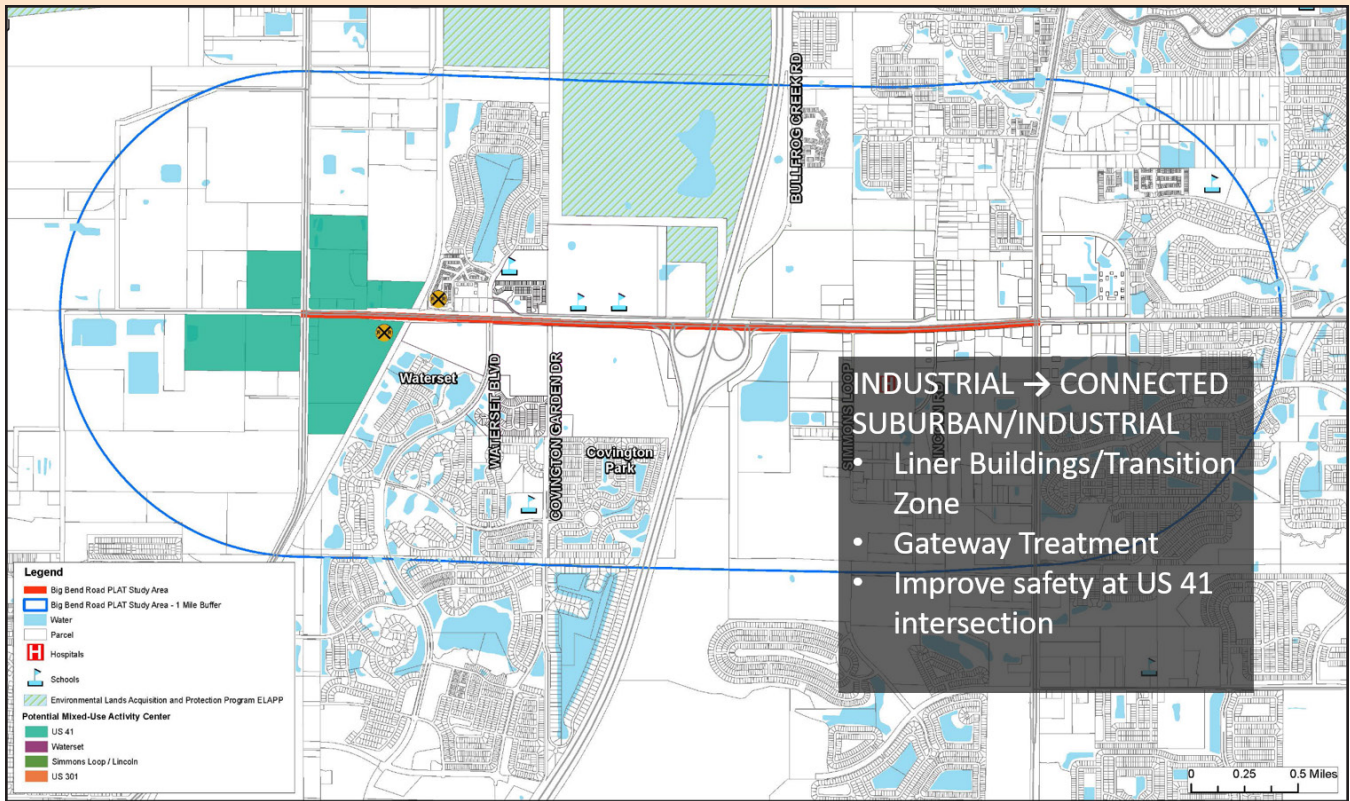 BULLFROG CREEK RD
Waterset
WATERSET BLVD
COVINGTON GARDEN DR
Covington
Park
SIMMONS LOOP
INDUSTRIAL → CONNECTED
SUBURBAN/INDUSTRIAL
• Liner Buildings/Transition
Zone
• Gateway Treatment
• Improve safety at US 41
intersection
Legend
Big Bend Road PLAT Study Area
Big Bend Road PLAT Study Area - 1 Mile Buffer
Water
Parcel
H Hospitals
Schools
Environmental Lands Acquisition and Protection Program ELAPP
Potential Mixed-Use Activity Center
US 41
Waterset
Simmons Loop / Lincoln
US 301
0 0.25 0.5 Miles